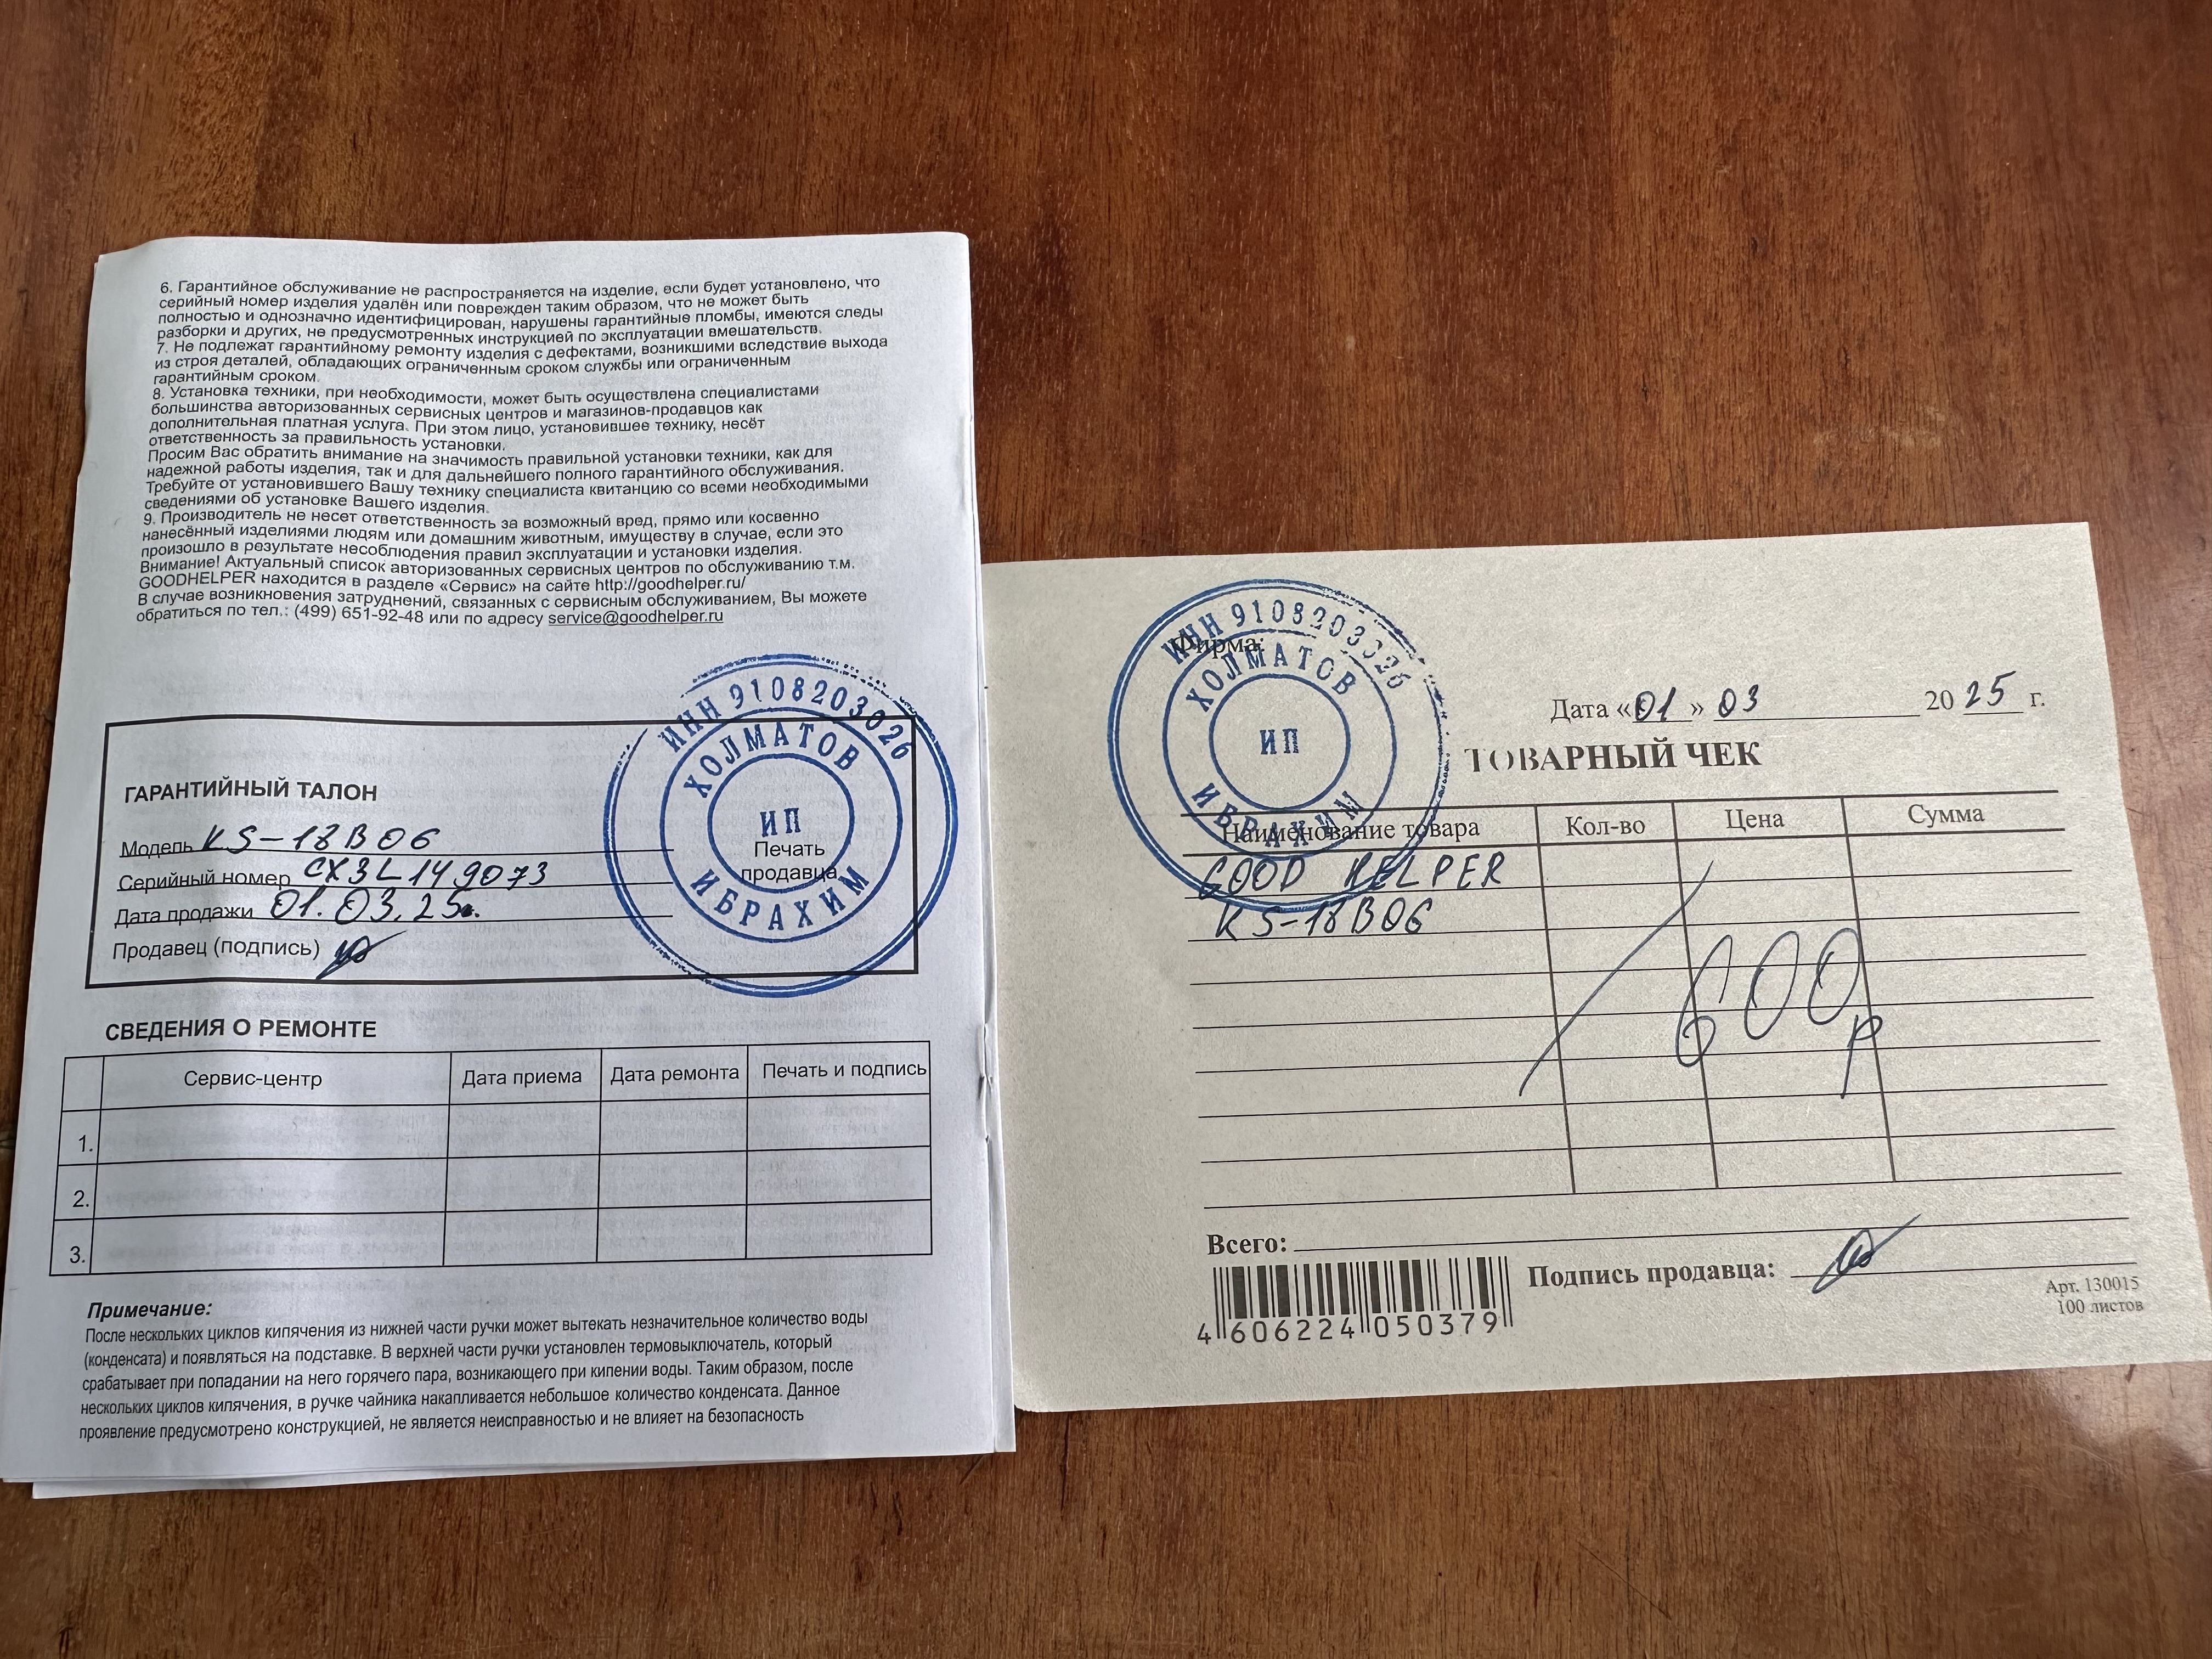 6. Гарантийное обслуживание не распространяется на изделие, если будет установлено, что
серийный номер изделия удалён или поврежден таким образом, что не может быть
полностью и однозначно идентифицирован, нарушены гарантийные пломбы, имеются следы
разборки и других, не предусмотренных инструкцией по эксплуатации вмешательств.
7. Не подлежат гарантийному ремонту изделия с дефектами, возникшими вследствие выхода
из строя деталей, обладающих ограниченным сроком службы или ограниченным
гарантийным сроком.
8. Установка техники, при необходимости, может быть осуществлена специалистами
большинства авторизованных сервисных центров и магазинов-продавцов как
дополнительная платная услуга. При этом лицо, установившее технику, несёт
ответственность за правильность установки.
Просим Вас обратить внимание на значимость правильной установки техники, как для
надежной работы изделия, так и для дальнейшего полного гарантийного обслуживания.
Требуйте от установившего Вашу технику специалиста квитанцию со всеми необходимыми
сведениями об установке Вашего изделия.
9. Производитель не несет ответственность за возможный вред, прямо или косвенно
нанесённый изделиями людям или домашним животным, имуществу в случае, если это
произошло в результате несоблюдения правил эксплуатации и установки изделия.
Внимание! Актуальный список авторизованных сервисных центров по обслуживанию т.м.
GOODHELPER находится в разделе «Сервис» на сайте http://goodhelper.ru/
В случае возникновения затруднений, связанных с сервисным обслуживанием, Вы можете
обратиться по тел.: (499) 651-92-48 или по адресу service@goodhelper.ru
ГАРАНТИЙНЫЙ ТАЛОН
Модель KS-18B06
Серийный номер CX3L149073
Дата продажи 01.03.25г.
Продавец (подпись)
Печать
продавца
ИНН 9108203026
ХОЛМАТОВ
ИП
ИБРАХИМ
СВЕДЕНИЯ О РЕМОНТЕ
Сервис-центр Дата приема Дата ремонта Печать и подпись
1.
2.
3.
Примечание:
После нескольких циклов кипячения из нижней части ручки может вытекать незначительное количество воды
(конденсата) и появляться на подставке. В верхней части ручки установлен термовыключатель, который
срабатывает при попадании на него горячего пара, возникающего при кипении воды. Таким образом, после
нескольких циклов кипячения, в ручке чайника накапливается небольшое количество конденсата. Данное
проявление предусмотрено конструкцией, не является неисправностью и не влияет на безопасность
Фирма:
ИНН 9108203026
ХОЛМАТОВ
ИП
ИБРАХИМ
Дата «01» 03 2025 г.
ТОВАРНЫЙ ЧЕК
Наименование товара Кол-во Цена Сумма
GOOD HELPER
KS-18B06
600 р
Всего:
Подпись продавца:
4 606224 050379
Арт. 130015
100 листов